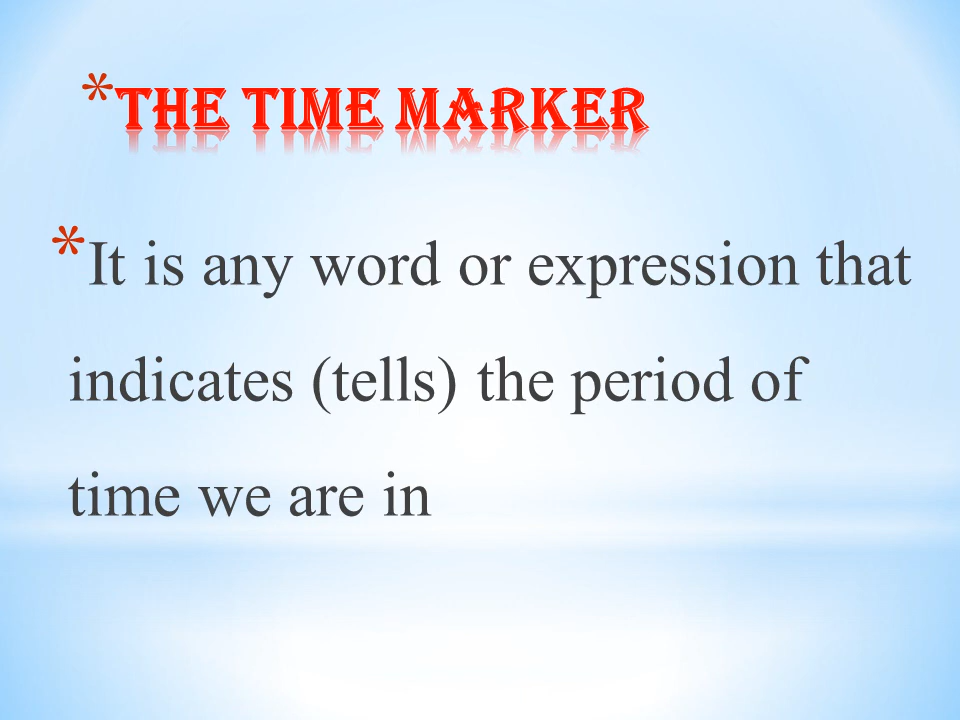 *THE TIME MARKER
*It is any word or expression that
indicates (tells) the period of
time we are in